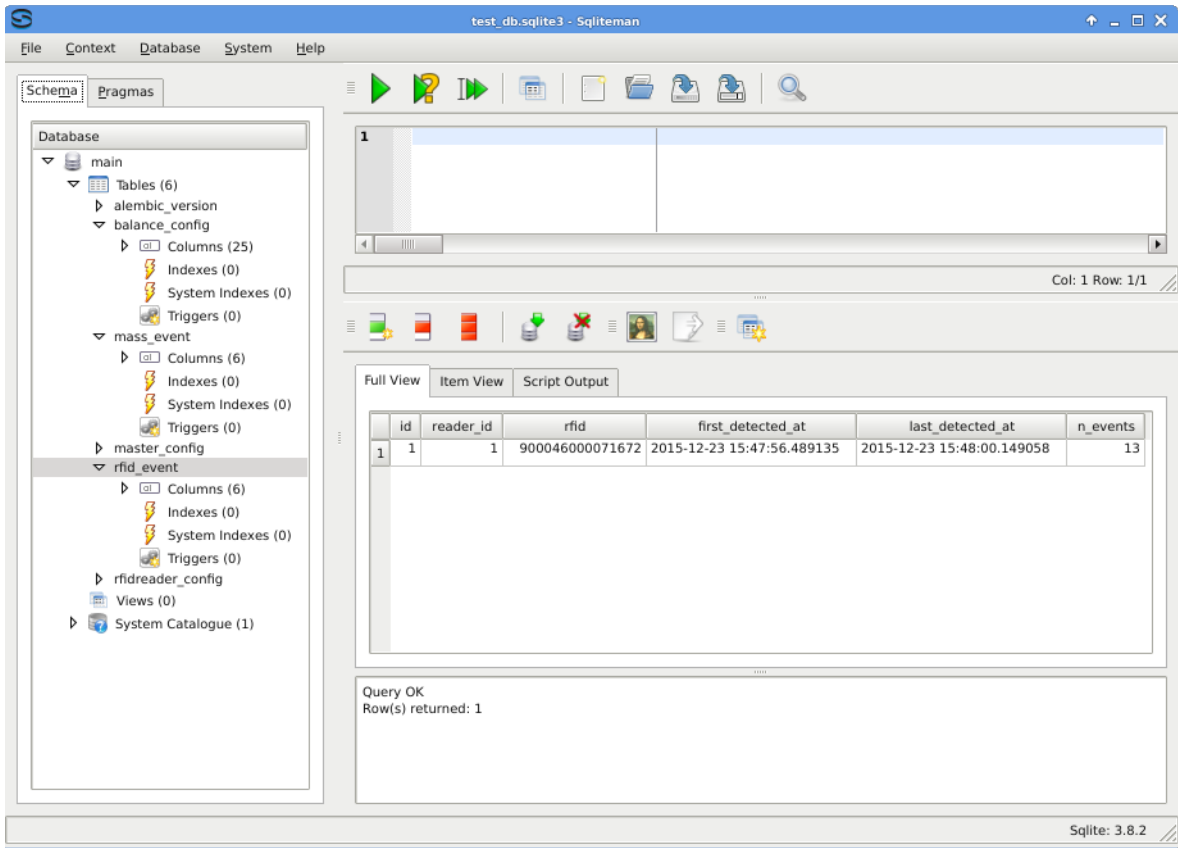 test_db.sqlite3 - Sqliteman
File Context Database System Help
Schema Pragmas
Database
main
Tables (6)
alembic_version
balance_config
Columns (25)
Indexes (0)
System Indexes (0)
Triggers (0)
mass_event
Columns (6)
Indexes (0)
System Indexes (0)
Triggers (0)
master_config
rfid_event
Columns (6)
Indexes (0)
System Indexes (0)
Triggers (0)
rfidreader_config
Views (0)
System Catalogue (1)
1
Col: 1 Row: 1/1
Full View Item View Script Output
id reader_id rfid first_detected_at last_detected_at n_events
1 1 1 900046000071672 2015-12-23 15:47:56.489135 2015-12-23 15:48:00.149058 13
Query OK
Row(s) returned: 1
Sqlite: 3.8.2